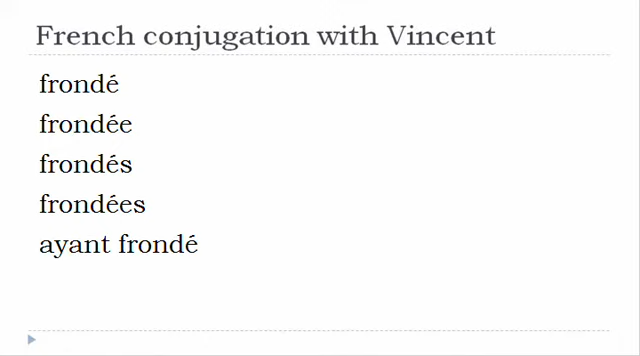 French conjugation with Vincent
frondé
frondée
frondés
frondées
ayant frondé